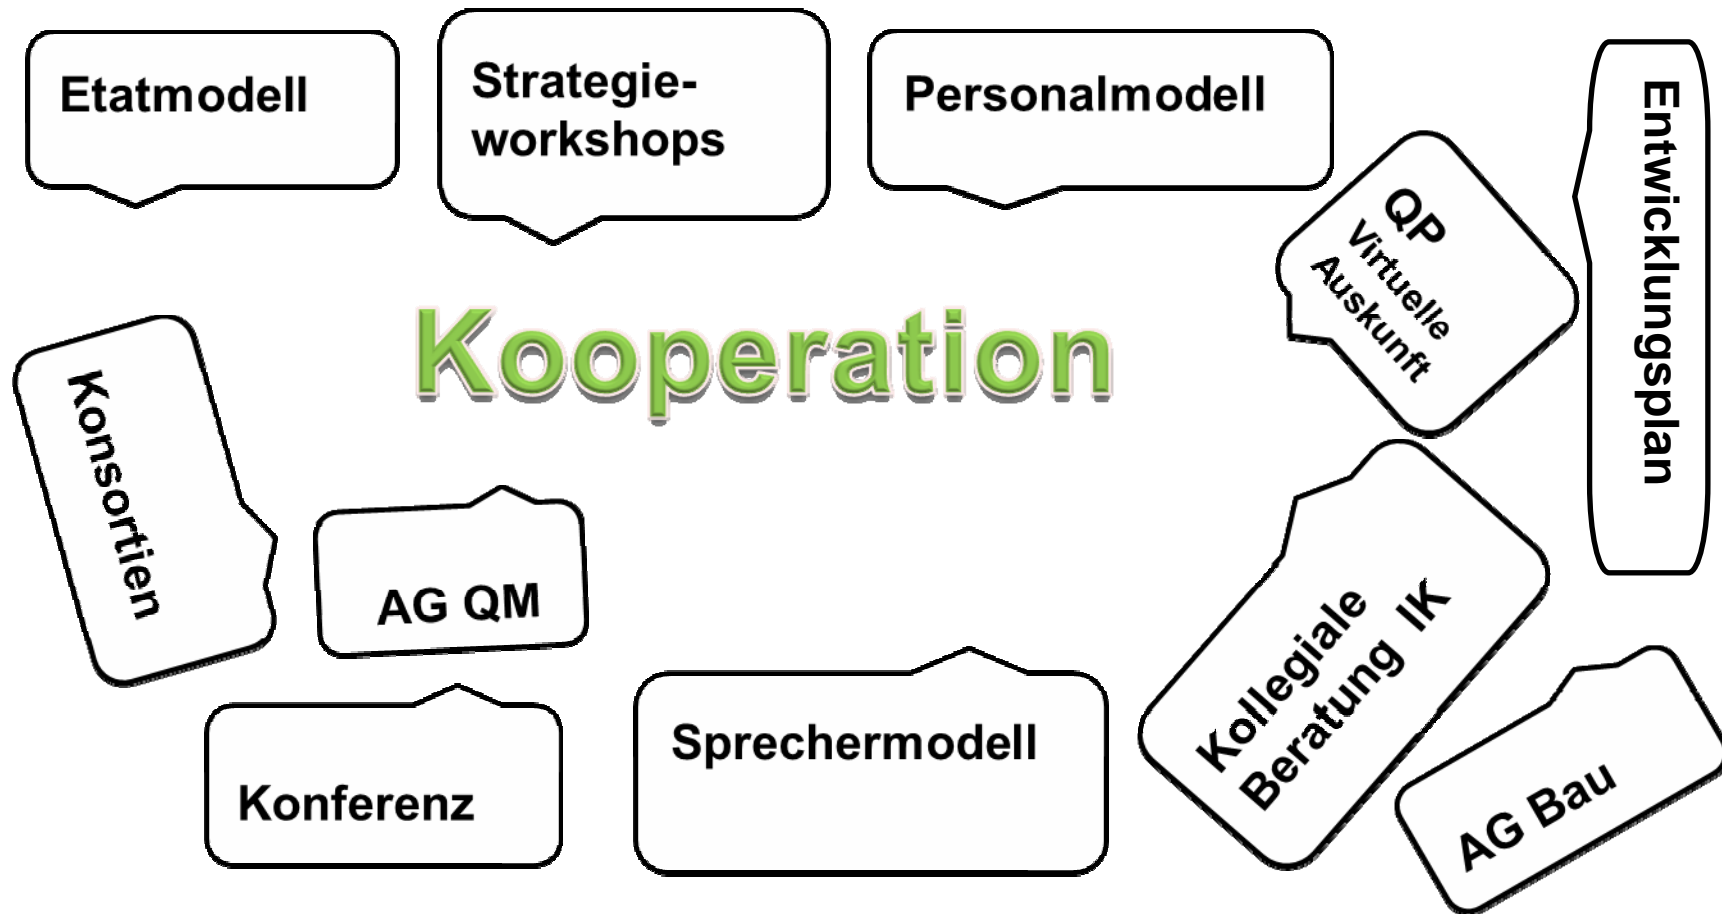 Etatmodell
Strategie-
workshops
Personalmodell
Entwicklungsplan
QP
Virtuelle
Auskunft
Kooperation
Konsortien
AG QM
Kollegiale
Beratung IK
Sprechermodell
Konferenz
AG Bau